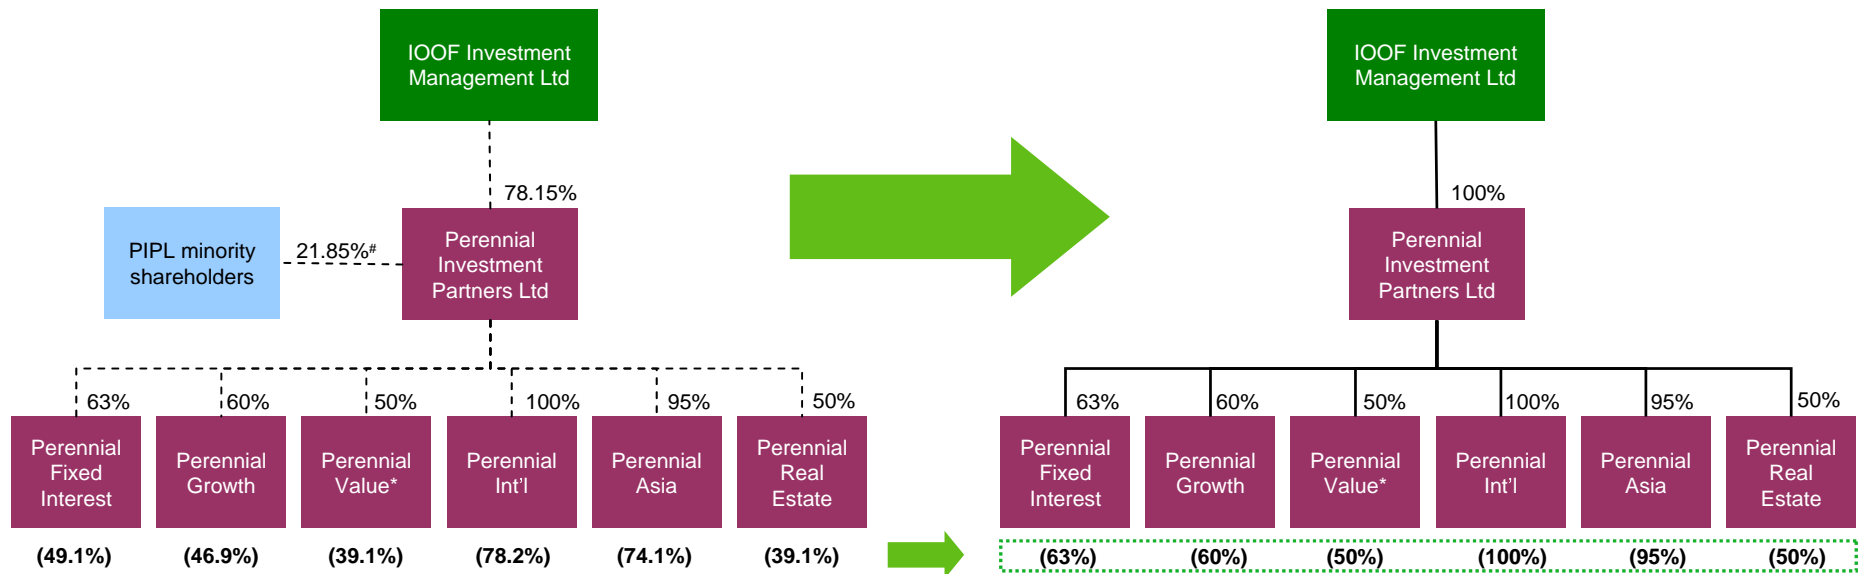 IOOF Investment
Management Ltd
78.15%
PIPL minority
shareholders
21.85%#
Perennial
Investment
Partners Ltd
63%
60%
50%
100%
95%
50%
Perennial
Fixed
Interest
Perennial
Growth
Perennial
Value*
Perennial
Int'l
Perennial
Asia
Perennial
Real
Estate
(49.1%)
(46.9%)
(39.1%)
(78.2%)
(74.1%)
(39.1%)
IOOF Investment
Management Ltd
100%
Perennial
Investment
Partners Ltd
63%
60%
50%
100%
95%
50%
Perennial
Fixed
Interest
Perennial
Growth
Perennial
Value*
Perennial
Int'l
Perennial
Asia
Perennial
Real
Estate
(63%)
(60%)
(50%)
(100%)
(95%)
(50%)